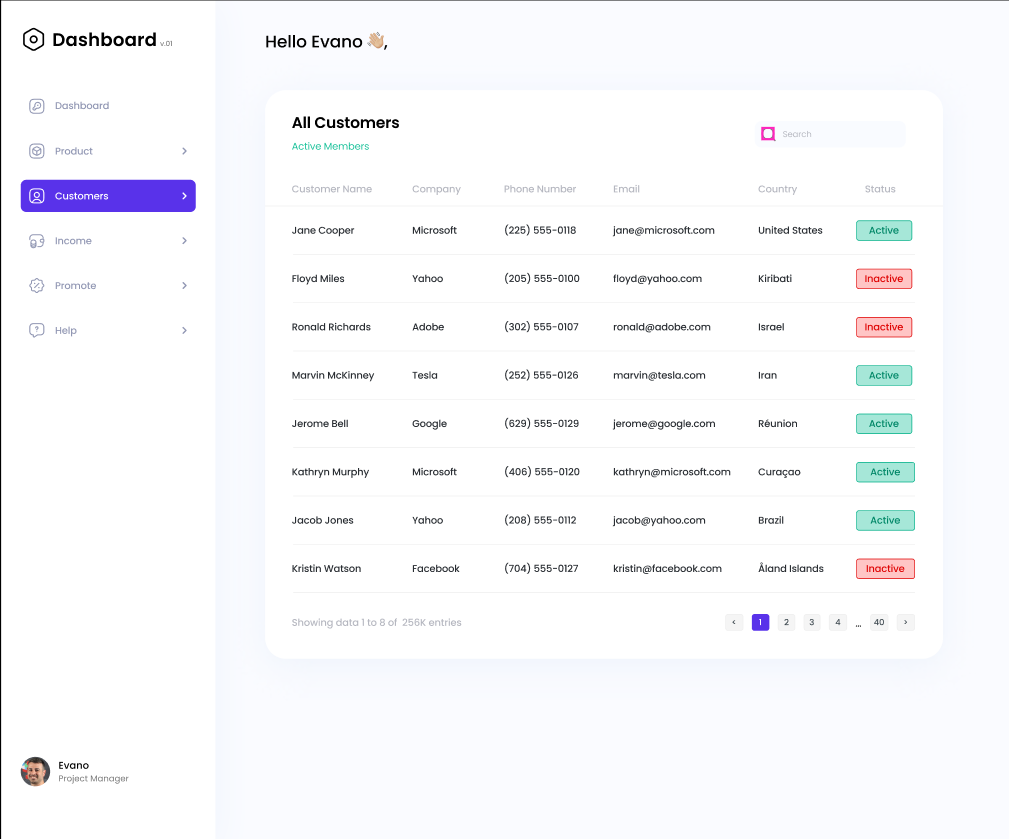 Dashboard v.01
Dashboard
Product
Customers
Income
Promote
Help
Evano
Project Manager
Hello Evano 👋🏼,
All Customers
Active Members
Search
Customer Name Company Phone Number Email Country Status
Jane Cooper Microsoft (225) 555-0118 jane@microsoft.com United States Active
Floyd Miles Yahoo (205) 555-0100 floyd@yahoo.com Kiribati Inactive
Ronald Richards Adobe (302) 555-0107 ronald@adobe.com Israel Inactive
Marvin McKinney Tesla (252) 555-0126 marvin@tesla.com Iran Active
Jerome Bell Google (629) 555-0129 jerome@google.com Réunion Active
Kathryn Murphy Microsoft (406) 555-0120 kathryn@microsoft.com Curaçao Active
Jacob Jones Yahoo (208) 555-0112 jacob@yahoo.com Brazil Active
Kristin Watson Facebook (704) 555-0127 kristin@facebook.com Åland Islands Inactive
Showing data 1 to 8 of 256K entries < 1 2 3 4 ... 40 >